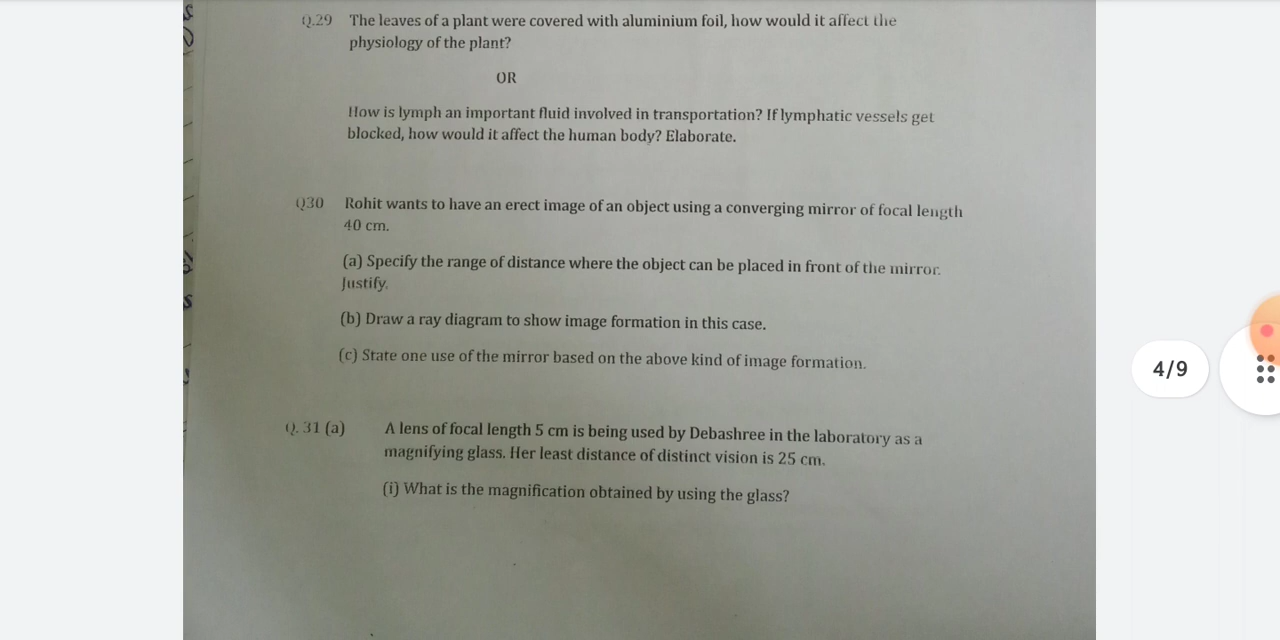 Q.29 The leaves of a plant were covered with aluminium foil, how would it affect the
physiology of the plant?
OR
How is lymph an important fluid involved in transportation? If lymphatic vessels get
blocked, how would it affect the human body? Elaborate.
Q30 Rohit wants to have an erect image of an object using a converging mirror of focal length
40 cm.
(a) Specify the range of distance where the object can be placed in front of the mirror.
Justify.
(b) Draw a ray diagram to show image formation in this case.
(c) State one use of the mirror based on the above kind of image formation.
Q. 31 (a) A lens of focal length 5 cm is being used by Debashree in the laboratory as a
magnifying glass. Her least distance of distinct vision is 25 cm.
(i) What is the magnification obtained by using the glass?
4/9